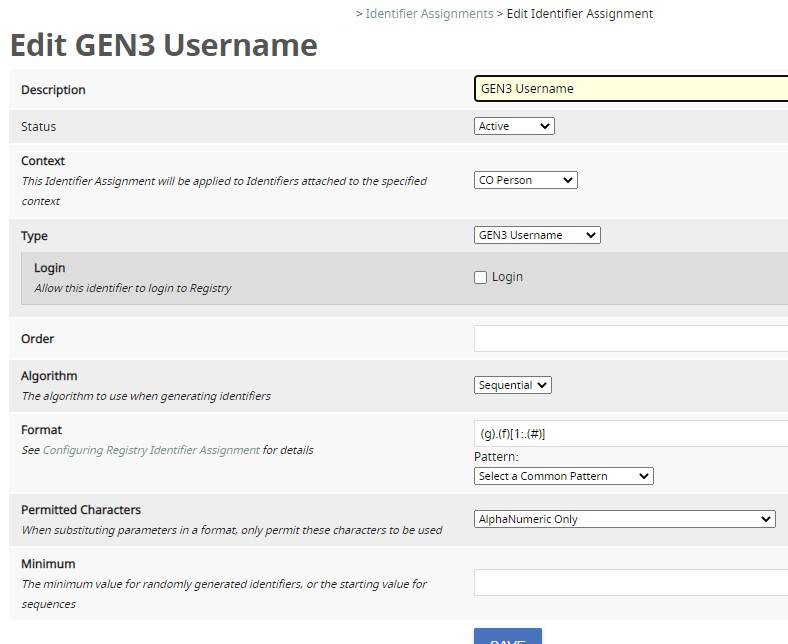 > Identifier Assignments > Edit Identifier Assignment
Edit GEN3 Username
Description
GEN3 Username
Status
Active
Context
This Identifier Assignment will be applied to Identifiers attached to the specified
context
CO Person
Type
GEN3 Username
Login
Allow this identifier to login to Registry
Login
Order
Algorithm
The algorithm to use when generating identifiers
Sequential
Format
See Configuring Registry Identifier Assignment for details
(g).(f)[1:.(#)]
Pattern:
Select a Common Pattern
Permitted Characters
When substituting parameters in a format, only permit these characters to be used
AlphaNumeric Only
Minimum
The minimum value for randomly generated identifiers, or the starting value for
sequences
SAVE